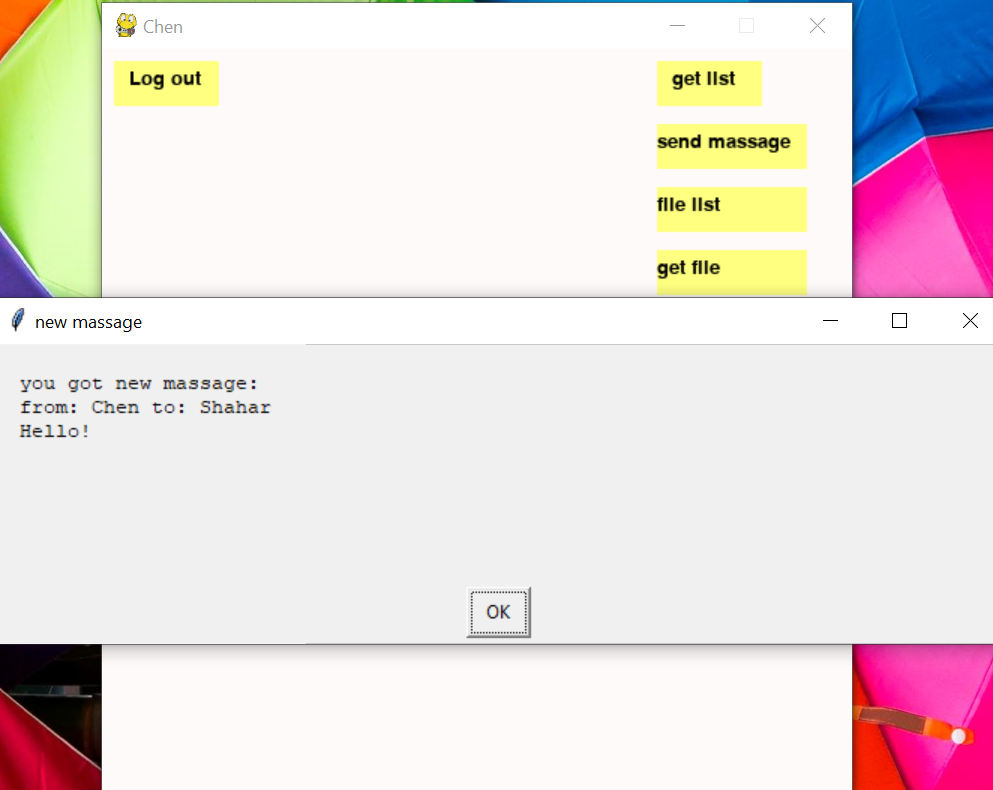 Chen
Log out
get list
send massage
file list
get file
new massage
you got new massage:
from: Chen to: Shahar
Hello!
OK